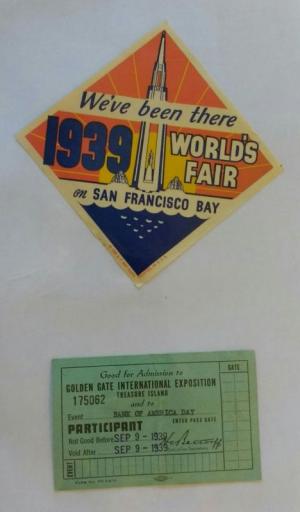 We've been there
1939
WORLD'S
FAIR
on SAN FRANCISCO BAY
Good for Admission to
GATE
GOLDEN GATE INTERNATIONAL EXPOSITION
175062
TREASURE ISLAND
and to
Event BANK OF AMERICA DAY
PARTICIPANT
ENTER PASS GATE
Not Good Before SEP 9 - 1939
Void After SEP 9 - 1939
EVENT